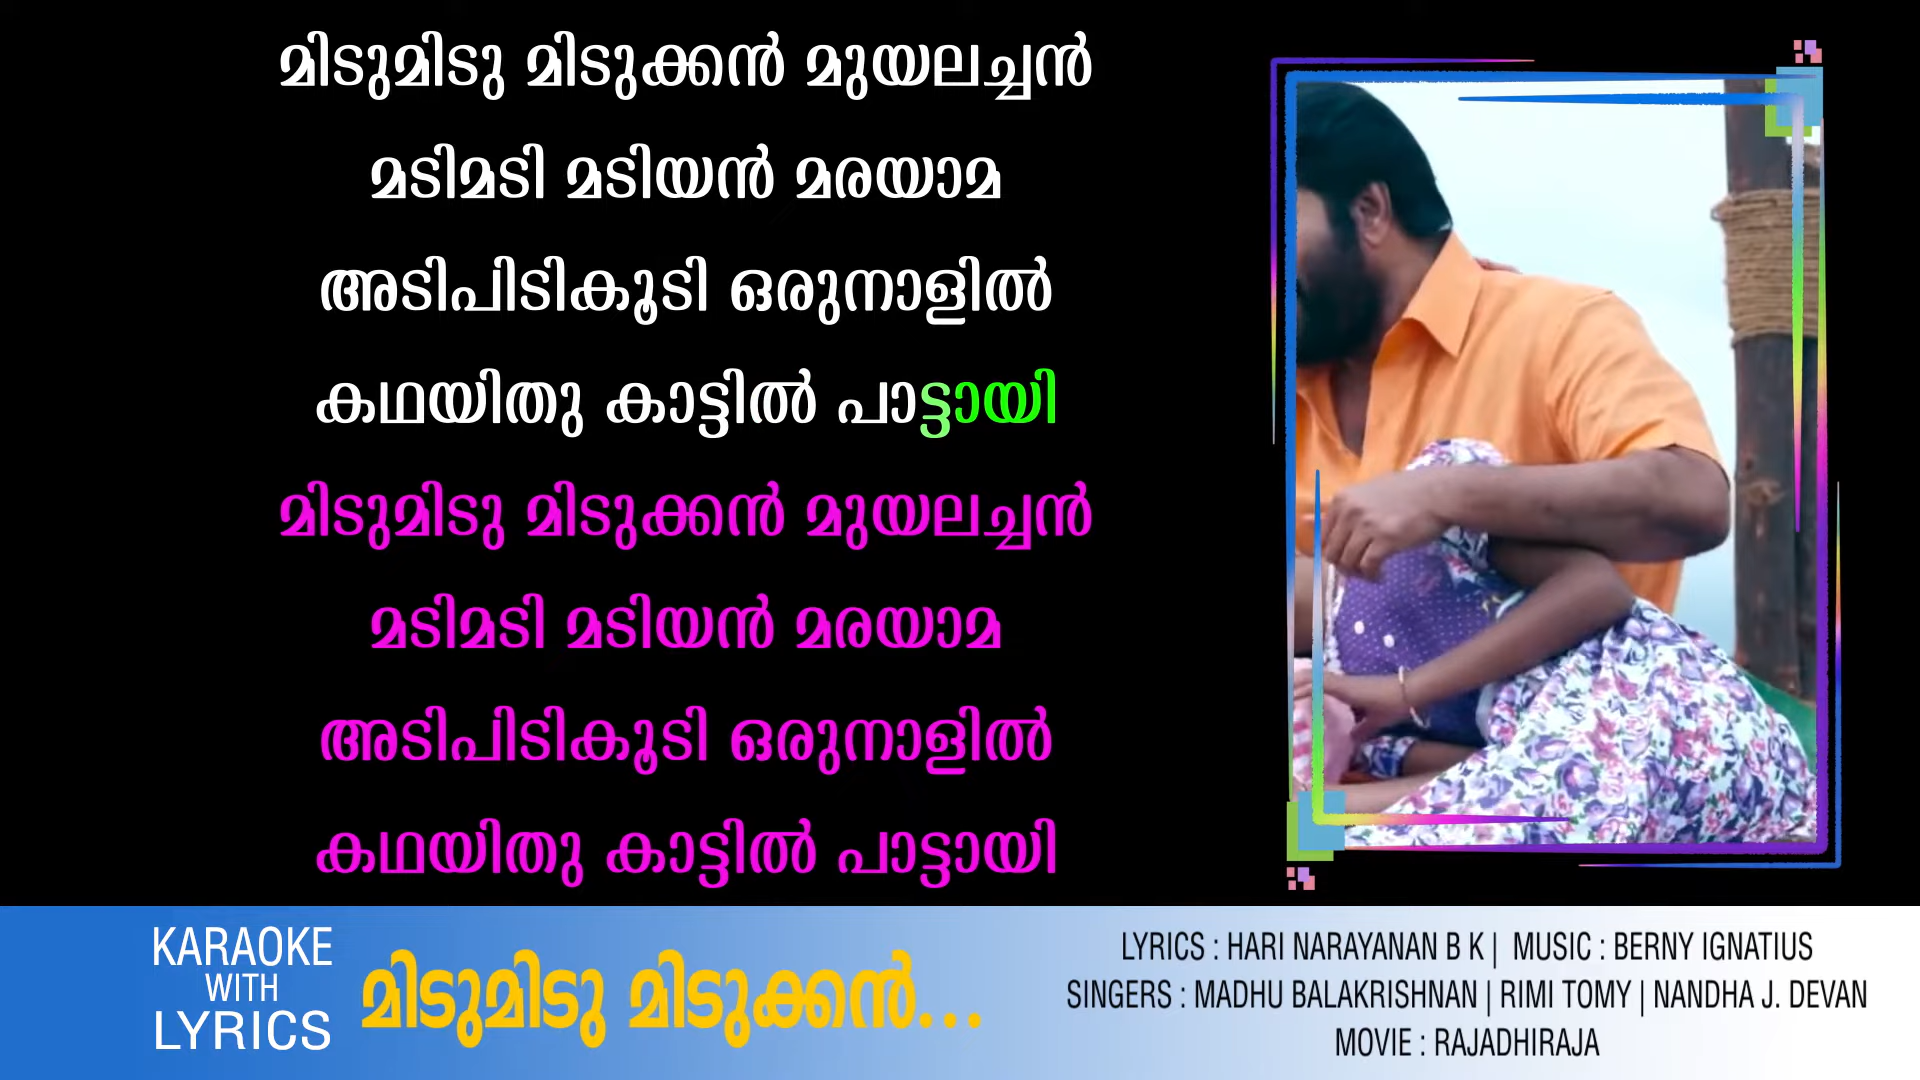 മിടുമിടു മിടുക്കൻ മുയലച്ചൻ
മടിമടി മടിയൻ മരയാമ
അടിപിടികൂടി ഒരുനാളിൽ
കഥയിതു കാട്ടിൽ പാട്ടായി
മിടുമിടു മിടുക്കൻ മുയലച്ചൻ
മടിമടി മടിയൻ മരയാമ
അടിപിടികൂടി ഒരുനാളിൽ
കഥയിതു കാട്ടിൽ പാട്ടായി
KARAOKE
WITH
LYRICS
മിടുമിടു മിടുക്കൻ...
LYRICS : HARI NARAYANAN B K | MUSIC : BERNY IGNATIUS
SINGERS : MADHU BALAKRISHNAN | RIMI TOMY | NANDHA J. DEVAN
MOVIE : RAJADHIRAJA